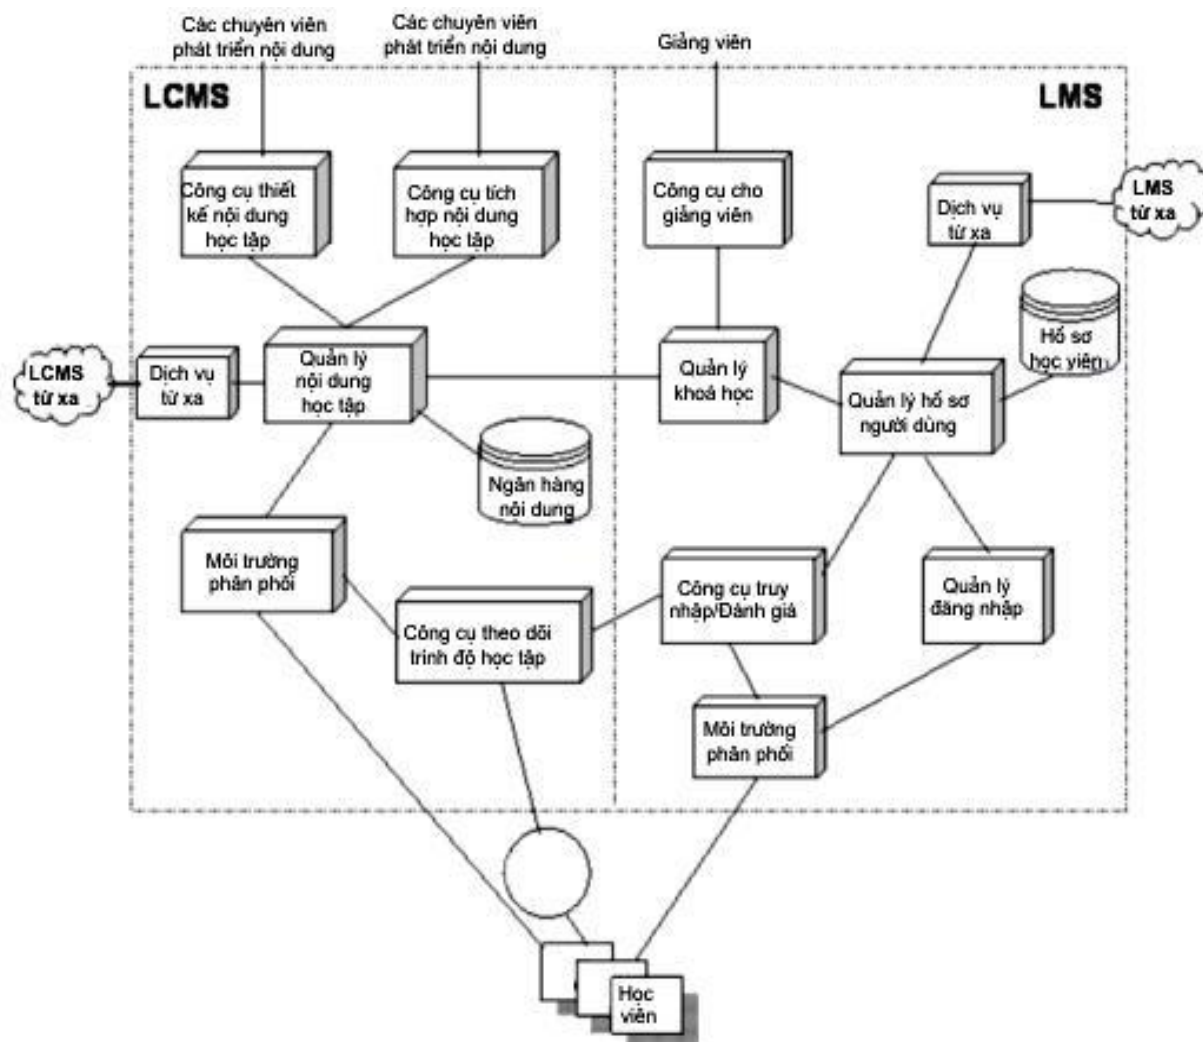 Các chuyên viên
phát triển nội dung
Các chuyên viên
phát triển nội dung
Giảng viên
LCMS
LMS
Công cụ thiết
kế nội dung
học tập
Công cụ tích
hợp nội dung
học tập
Công cụ cho
giảng viên
Dịch vụ
từ xa
LMS
từ xa
Hồ sơ
học viên
LCMS
từ xa
Dịch vụ
từ xa
Quản lý
nội dung
học tập
Quản lý
khoá học
Quản lý hồ sơ
người dùng
Ngân hàng
nội dung
Môi trường
phân phối
Công cụ theo dõi
trình độ học tập
Công cụ truy
nhập/Đánh giá
Quản lý
đăng nhập
Môi trường
phân phối
Học
viên